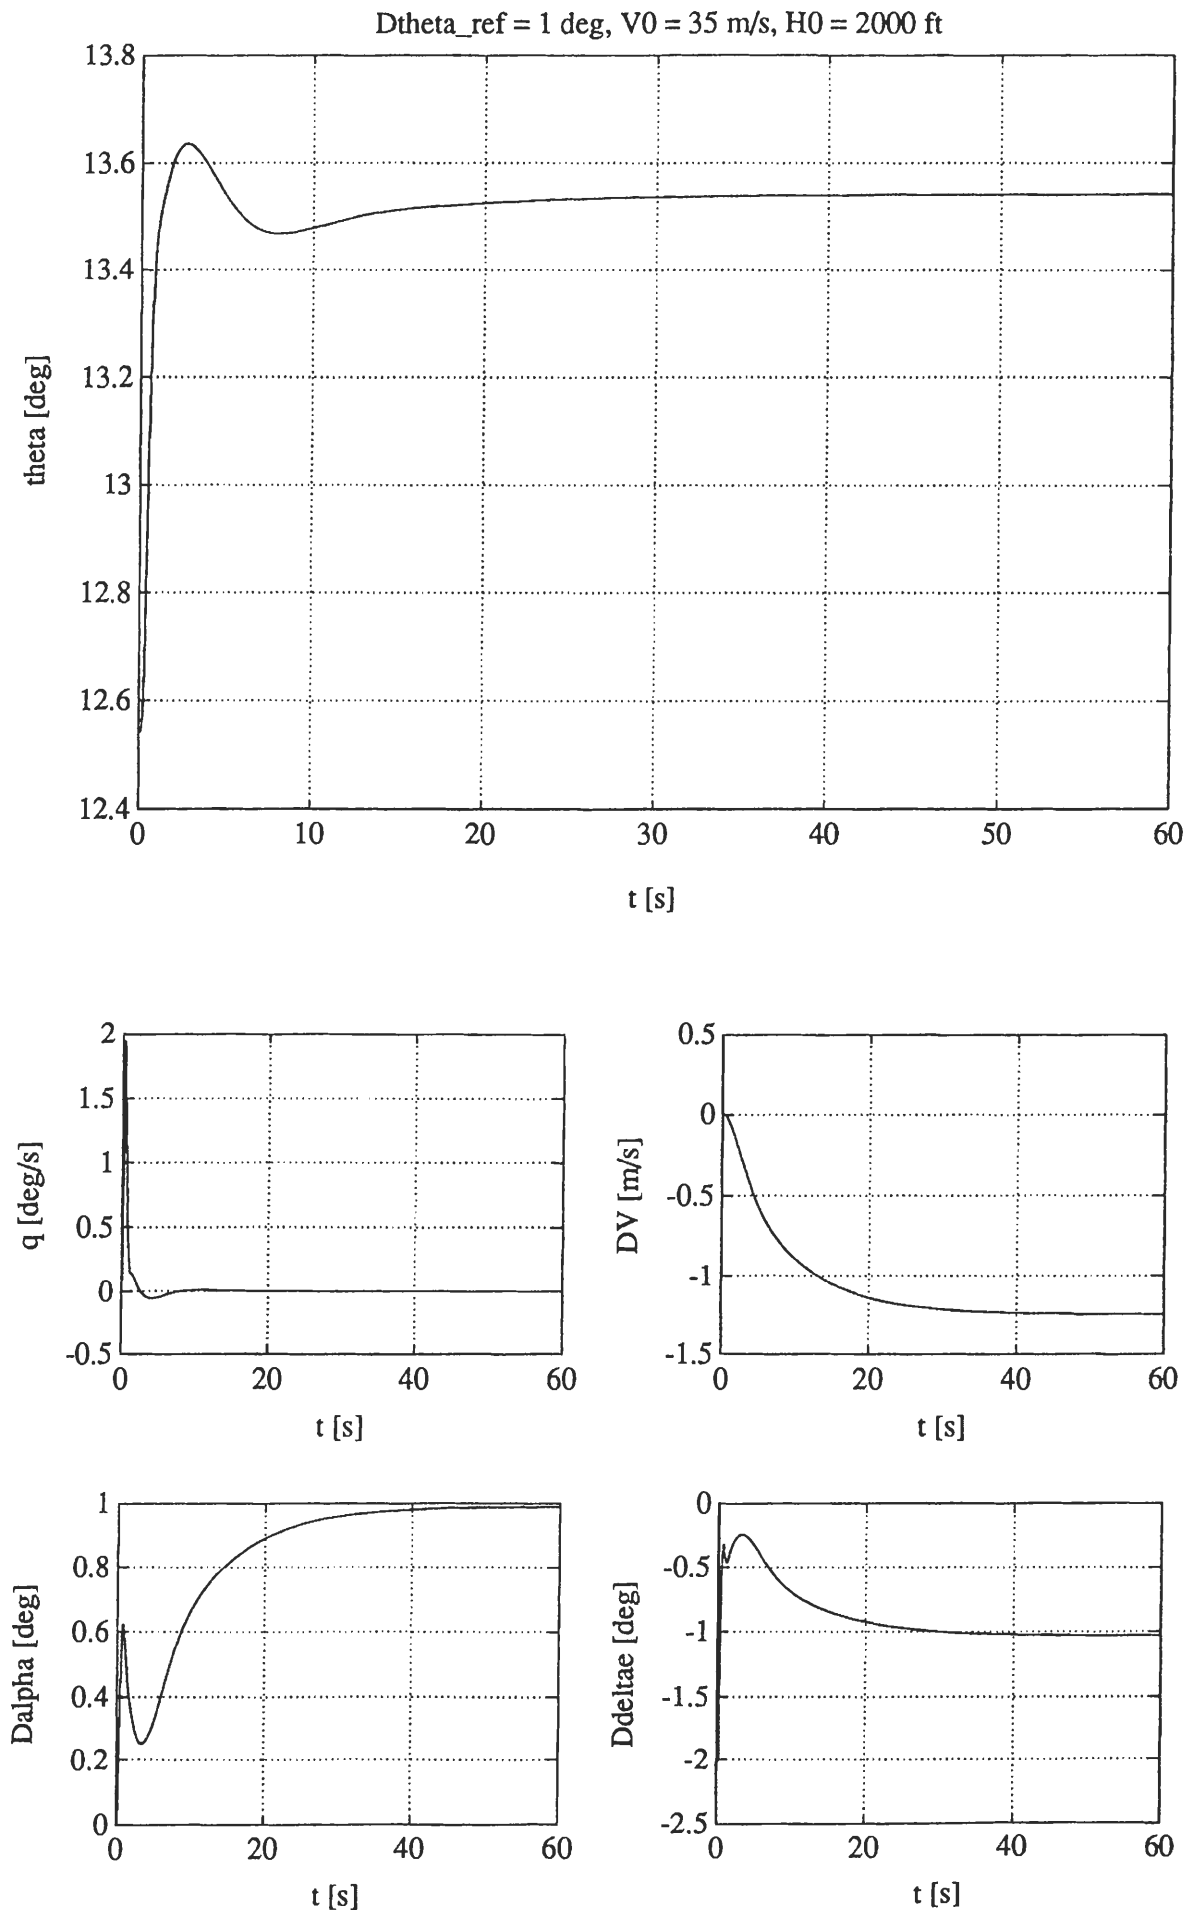 Dtheta_ref = 1 deg, V0 = 35 m/s, H0 = 2000 ft
13.8
13.6
13.4
13.2
13
12.8
12.6
12.4
theta [deg]
0 10 20 30 40 50 60
t [s]
2
1.5
1
0.5
0
-0.5
q [deg/s]
0 20 40 60
t [s]
0.5
0
-0.5
-1
-1.5
DV [m/s]
0 20 40 60
t [s]
1
0.8
0.6
0.4
0.2
0
Dalpha [deg]
0 20 40 60
t [s]
0
-0.5
-1
-1.5
-2
-2.5
Ddeltae [deg]
0 20 40 60
t [s]